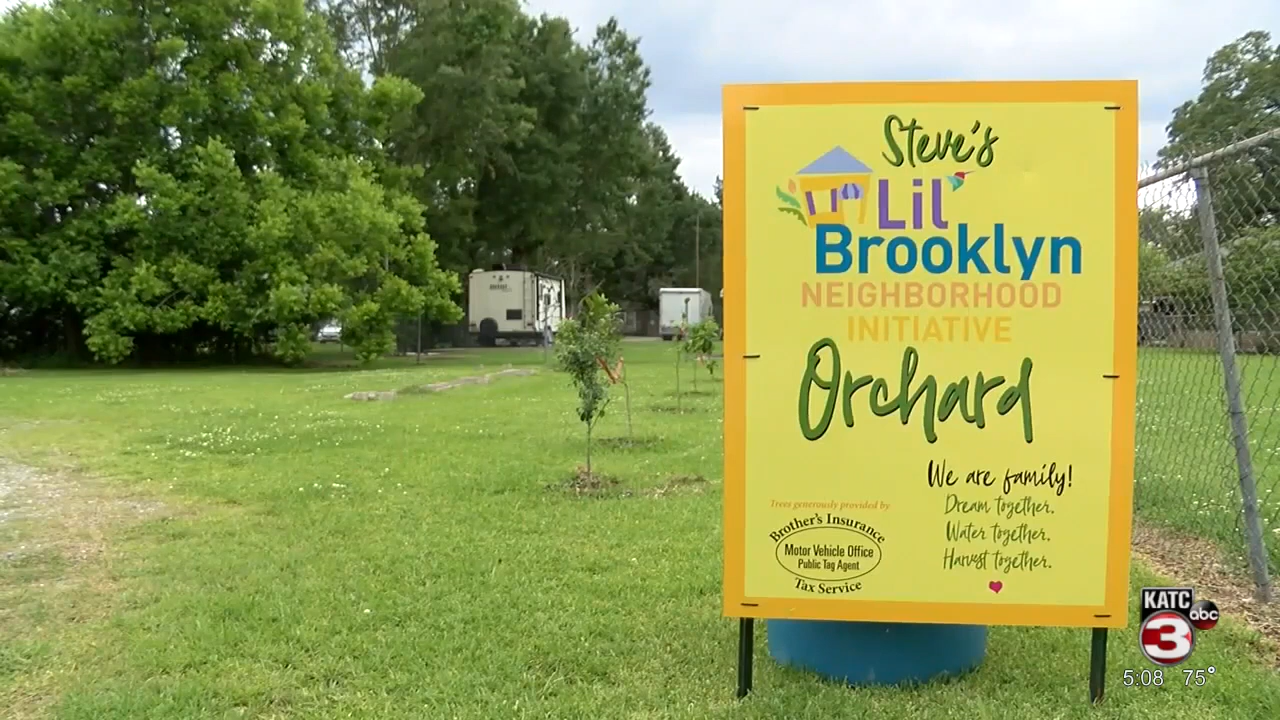 Steve's
Lil'
Brooklyn
NEIGHBORHOOD
INITIATIVE
Orchard
We are family!
Dream together.
Water together.
Harvest together.
Trees generously provided by
Brother's Insurance
Motor Vehicle Office
Public Tag Agent
Tax Service
KATC
abc
3
5:08 75°